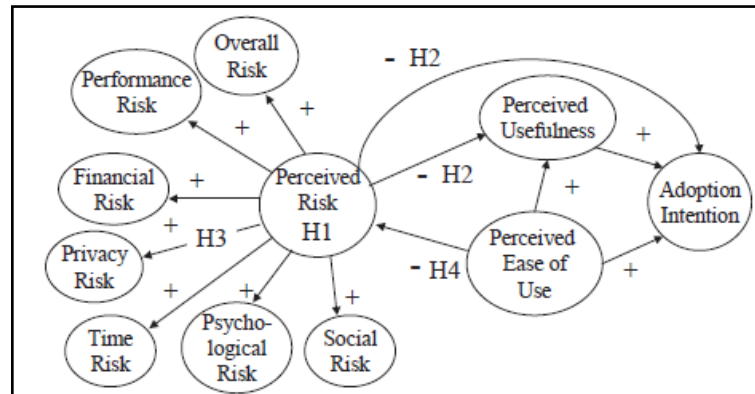 Overall
Risk
- H2
Performance
Risk
+
+
Perceived
Usefulness
+
Financial
Risk
+
Perceived
Risk
H1
- H2
+
Adoption
Intention
Privacy
Risk
+
H3
- H4
Perceived
Ease of
Use
+
Time
Risk
+
Psycho-
logical
Risk
+
Social
Risk
+